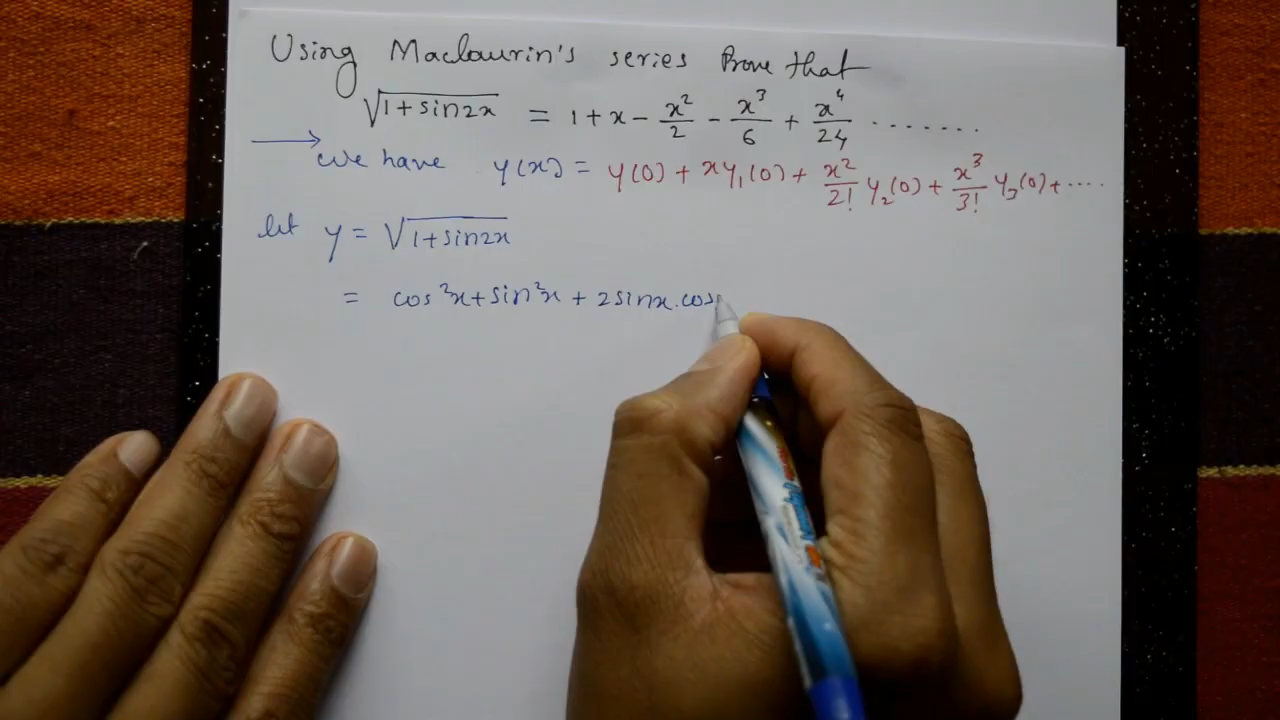 Using Maclaurin's series Prove that
√(1+sin2x) = 1 + x - x²/2 - x³/6 + x⁴/24 .......
→ We have y(x) = y(0) + xy₁(0) + x²/2! y₂(0) + x³/3! y₃(0) + ....
let y = √(1+sin2x)
= cos²x + sin²x + 2sinx.cos